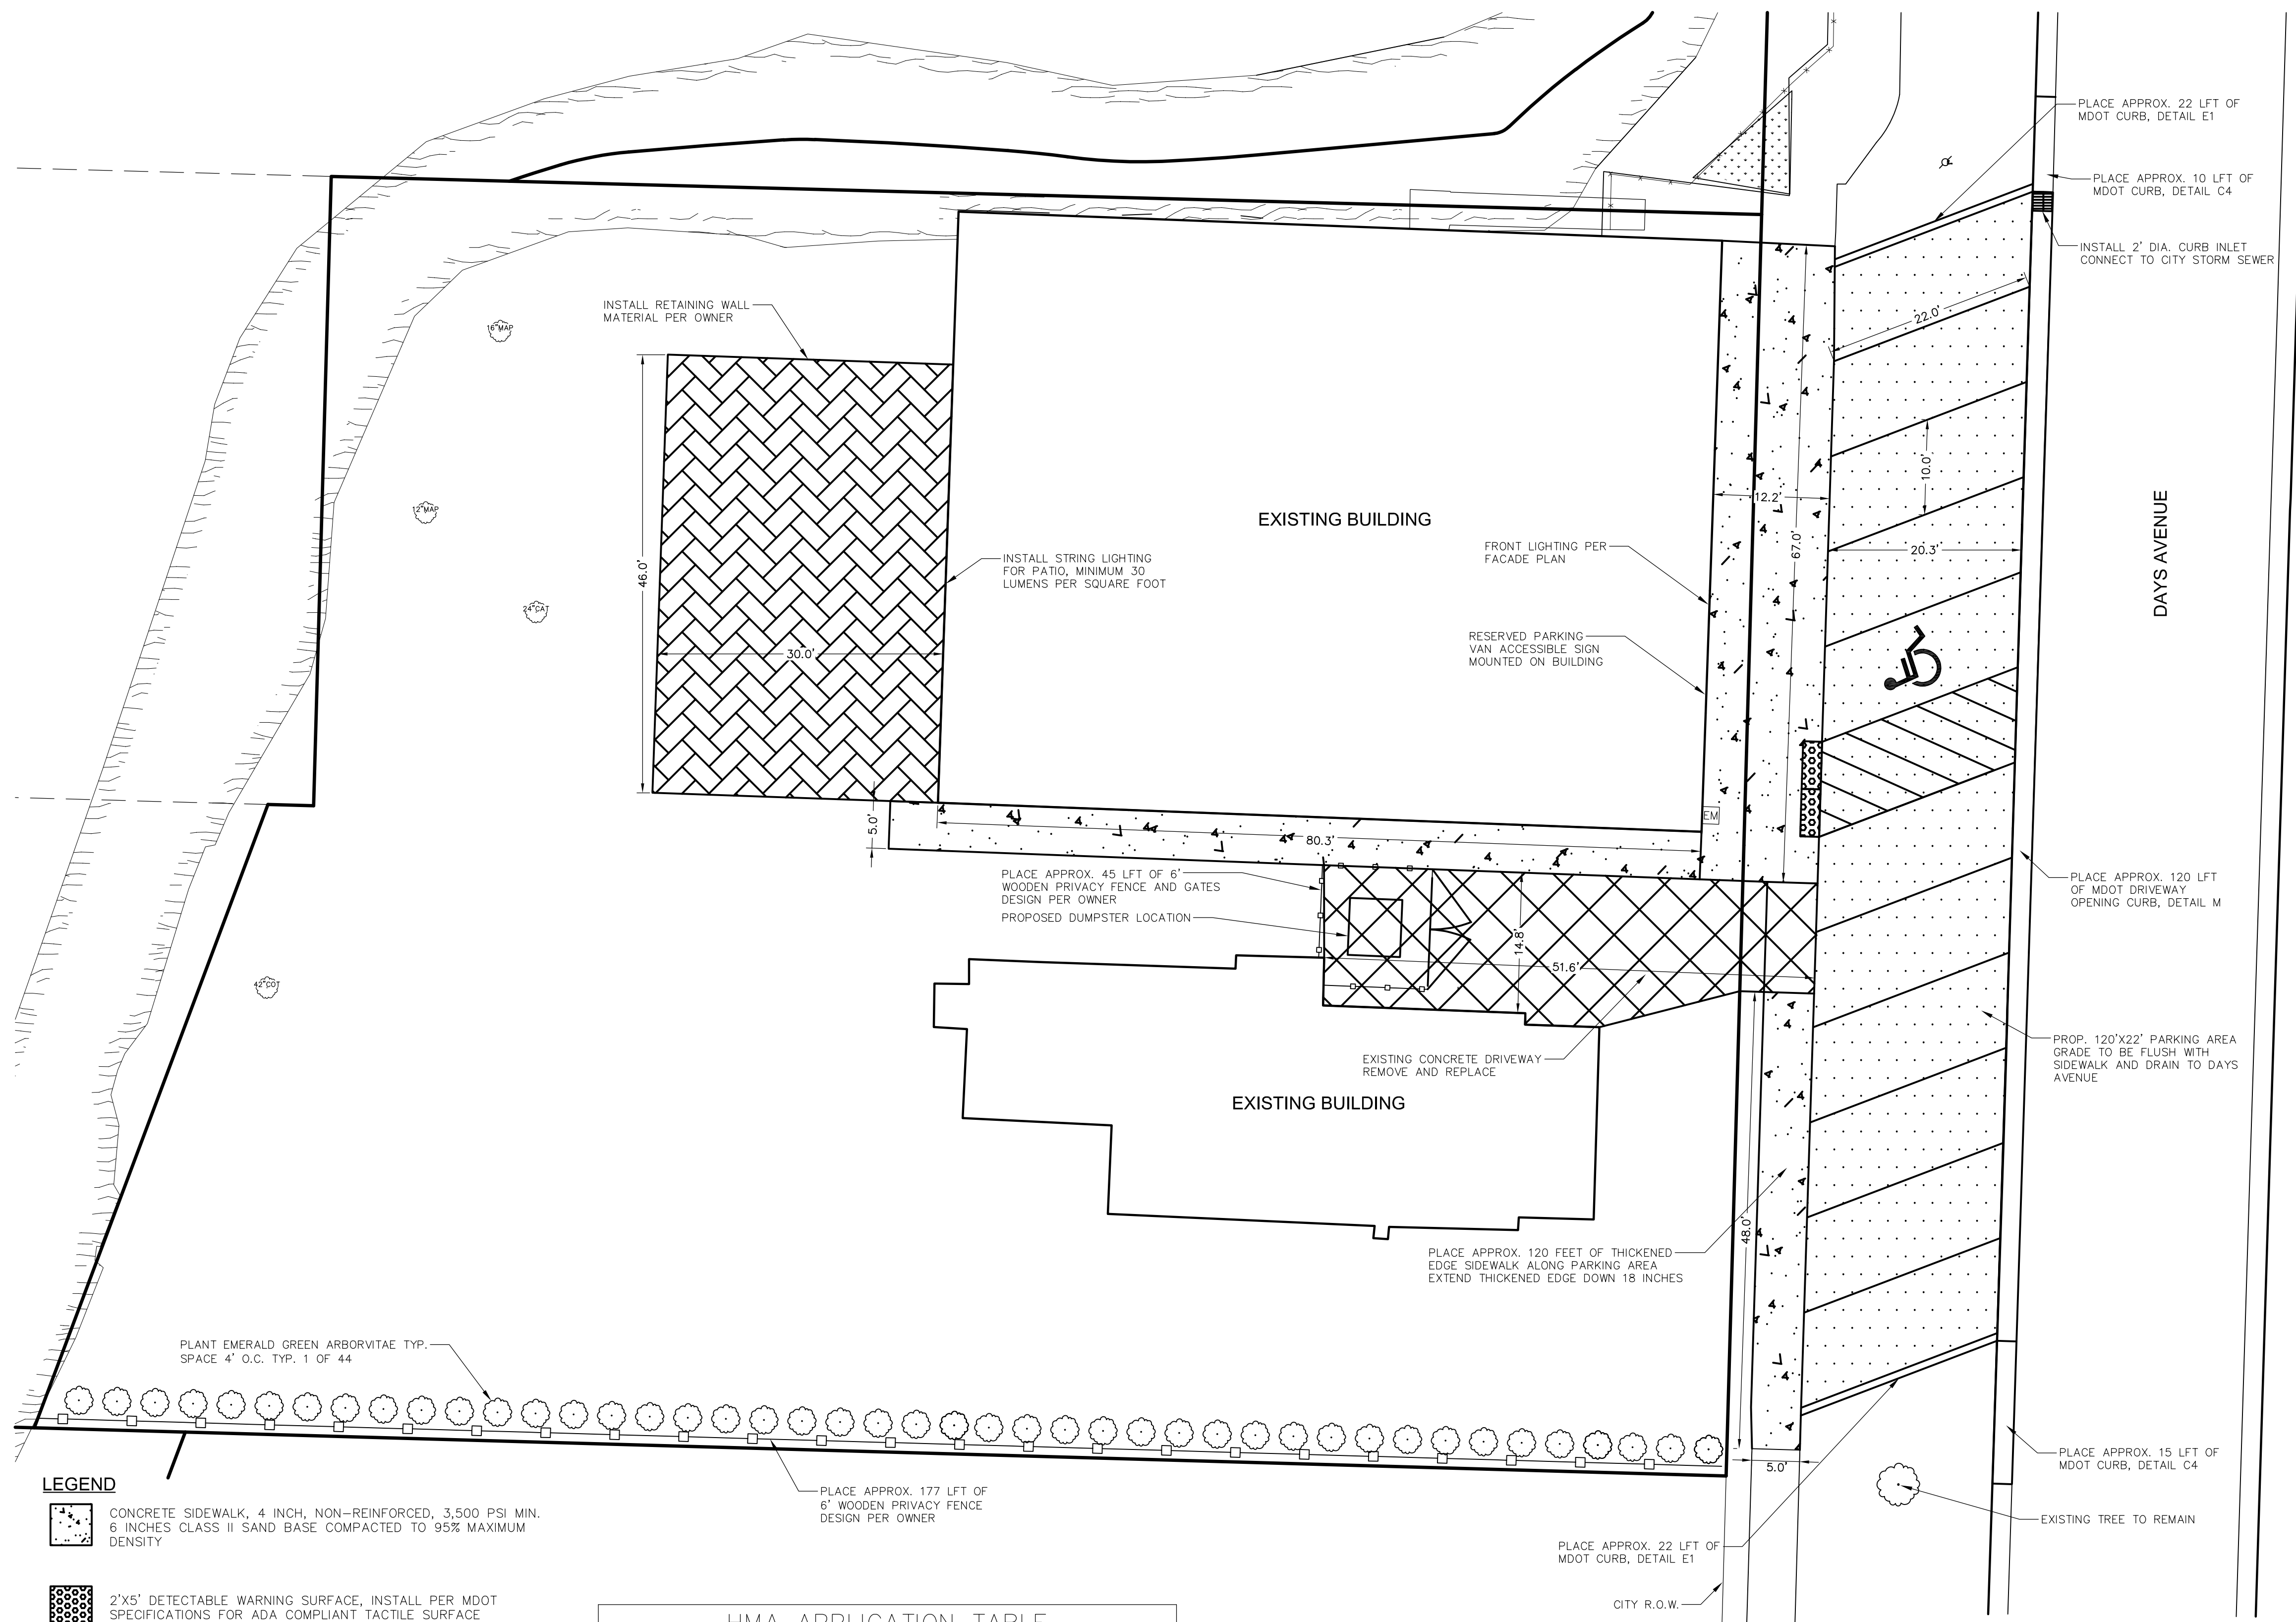 PLACE APPROX. 22 LFT OF
MDOT CURB, DETAIL E1
PLACE APPROX. 10 LFT OF
MDOT CURB, DETAIL C4
INSTALL 2' DIA. CURB INLET
CONNECT TO CITY STORM SEWER
INSTALL RETAINING WALL
MATERIAL PER OWNER
16"MAP
22.0'
12"MAP
10.0'
12.2'
EXISTING BUILDING
67.0'
20.3'
DAYS AVENUE
FRONT LIGHTING PER
FACADE PLAN
INSTALL STRING LIGHTING
FOR PATIO, MINIMUM 30
LUMENS PER SQUARE FOOT
46.0'
24"CAT
30.0'
RESERVED PARKING
VAN ACCESSIBLE SIGN
MOUNTED ON BUILDING
EM
5.0'
80.3'
PLACE APPROX. 45 LFT OF 6'
WOODEN PRIVACY FENCE AND GATES
DESIGN PER OWNER
PROPOSED DUMPSTER LOCATION
14.8'
51.6'
PLACE APPROX. 120 LFT
OF MDOT DRIVEWAY
OPENING CURB, DETAIL M
42"COT
EXISTING CONCRETE DRIVEWAY
REMOVE AND REPLACE
EXISTING BUILDING
PROP. 120'X22' PARKING AREA
GRADE TO BE FLUSH WITH
SIDEWALK AND DRAIN TO DAYS
AVENUE
48.0'
PLACE APPROX. 120 FEET OF THICKENED
EDGE SIDEWALK ALONG PARKING AREA
EXTEND THICKENED EDGE DOWN 18 INCHES
PLANT EMERALD GREEN ARBORVITAE TYP.
SPACE 4' O.C. TYP. 1 OF 44
PLACE APPROX. 15 LFT OF
MDOT CURB, DETAIL C4
5.0'
PLACE APPROX. 177 LFT OF
6' WOODEN PRIVACY FENCE
DESIGN PER OWNER
EXISTING TREE TO REMAIN
PLACE APPROX. 22 LFT OF
MDOT CURB, DETAIL E1
CITY R.O.W.
LEGEND
CONCRETE SIDEWALK, 4 INCH, NON-REINFORCED, 3,500 PSI MIN.
6 INCHES CLASS II SAND BASE COMPACTED TO 95% MAXIMUM
DENSITY
2'X5' DETECTABLE WARNING SURFACE, INSTALL PER MDOT
SPECIFICATIONS FOR ADA COMPLIANT TACTILE SURFACE
HMA APPLICATION TABLE